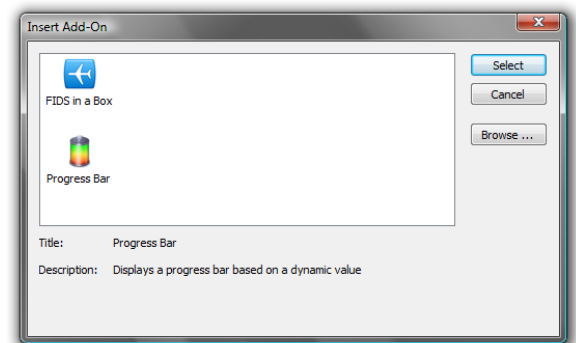 Insert Add-On
FIDS in a Box
Progress Bar
Select
Cancel
Browse ...
Title: Progress Bar
Description: Displays a progress bar based on a dynamic value